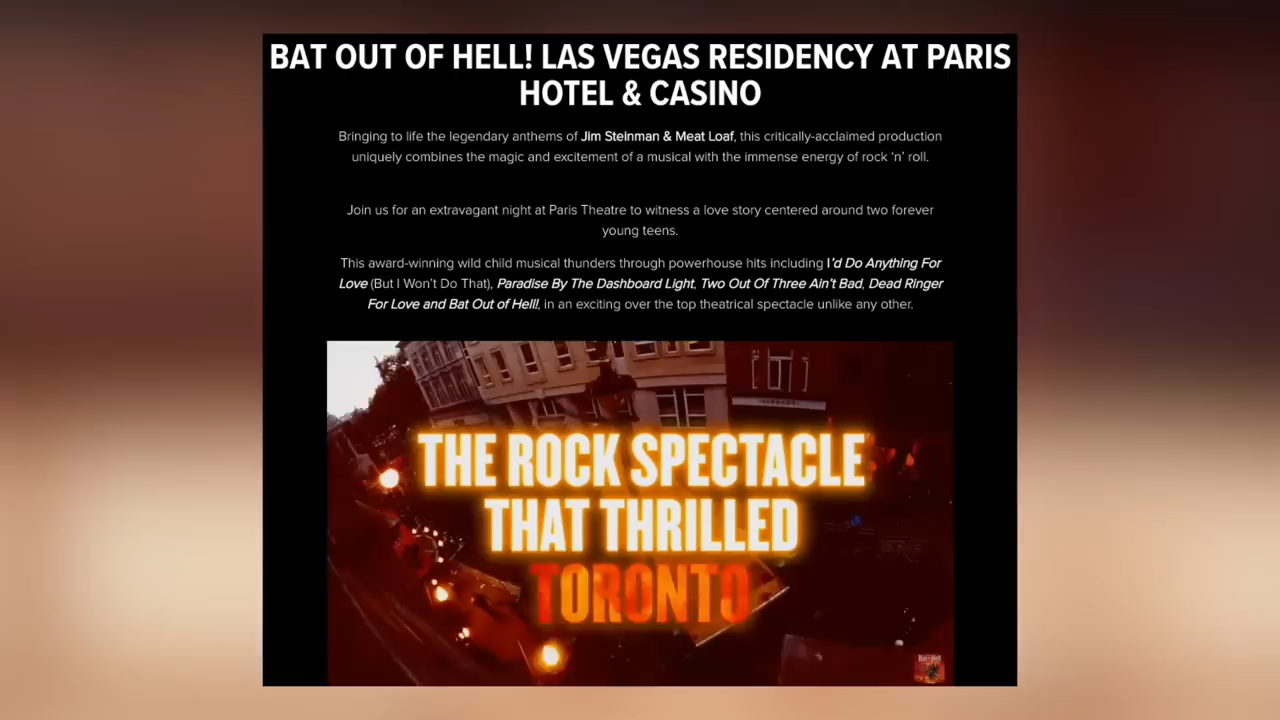 BAT OUT OF HELL! LAS VEGAS RESIDENCY AT PARIS
HOTEL & CASINO
Bringing to life the legendary anthems of Jim Steinman & Meat Loaf, this critically-acclaimed production
uniquely combines the magic and excitement of a musical with the immense energy of rock ‘n’ roll.
Join us for an extravagant night at Paris Theatre to witness a love story centered around two forever
young teens.
This award-winning wild child musical thunders through powerhouse hits including I’d Do Anything For
Love (But I Won’t Do That), Paradise By The Dashboard Light, Two Out Of Three Ain’t Bad, Dead Ringer
For Love and Bat Out of Hell!, in an exciting over the top theatrical spectacle unlike any other.
THE ROCK SPECTACLE
THAT THRILLED
TORONTO